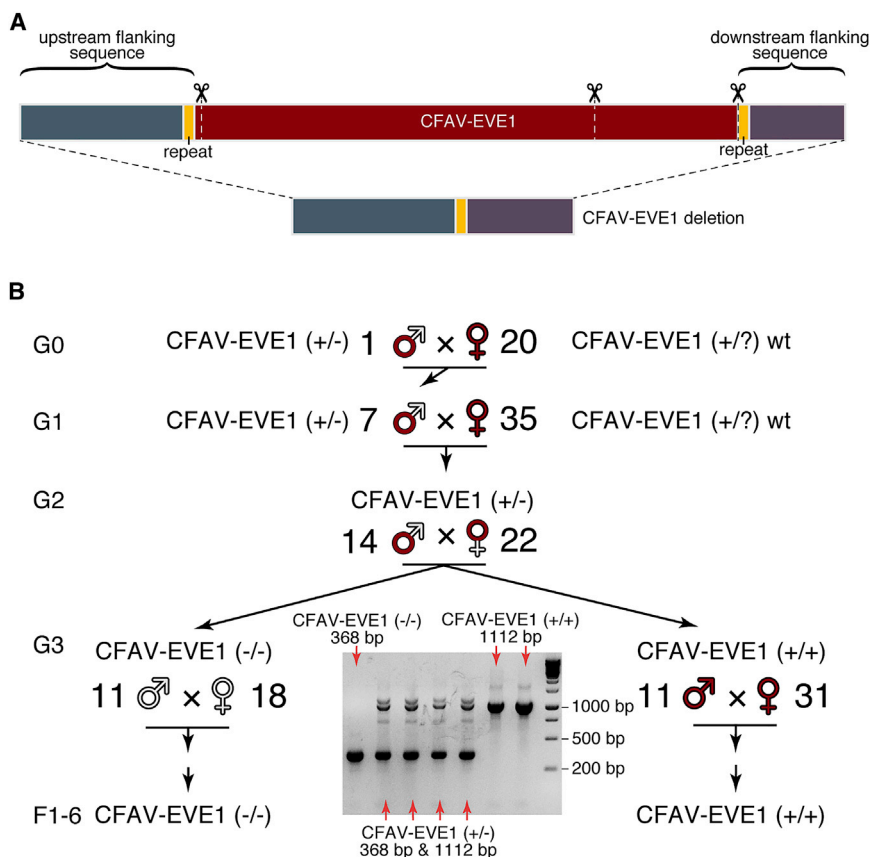 A
upstream flanking
sequence
downstream flanking
sequence
CFAV-EVE1
repeat
repeat
CFAV-EVE1 deletion
B
G0 CFAV-EVE1 (+/-) 1 × 20 CFAV-EVE1 (+/?) wt
G1 CFAV-EVE1 (+/-) 7 × 35 CFAV-EVE1 (+/?) wt
G2 CFAV-EVE1 (+/-)
14 × 22
G3 CFAV-EVE1 (-/-)
11 × 18
CFAV-EVE1 (-/-)
368 bp
CFAV-EVE1 (+/+)
1112 bp
1000 bp
500 bp
200 bp
CFAV-EVE1 (+/-)
368 bp & 1112 bp
CFAV-EVE1 (+/+)
11 × 31
F1-6 CFAV-EVE1 (-/-)
CFAV-EVE1 (+/+)